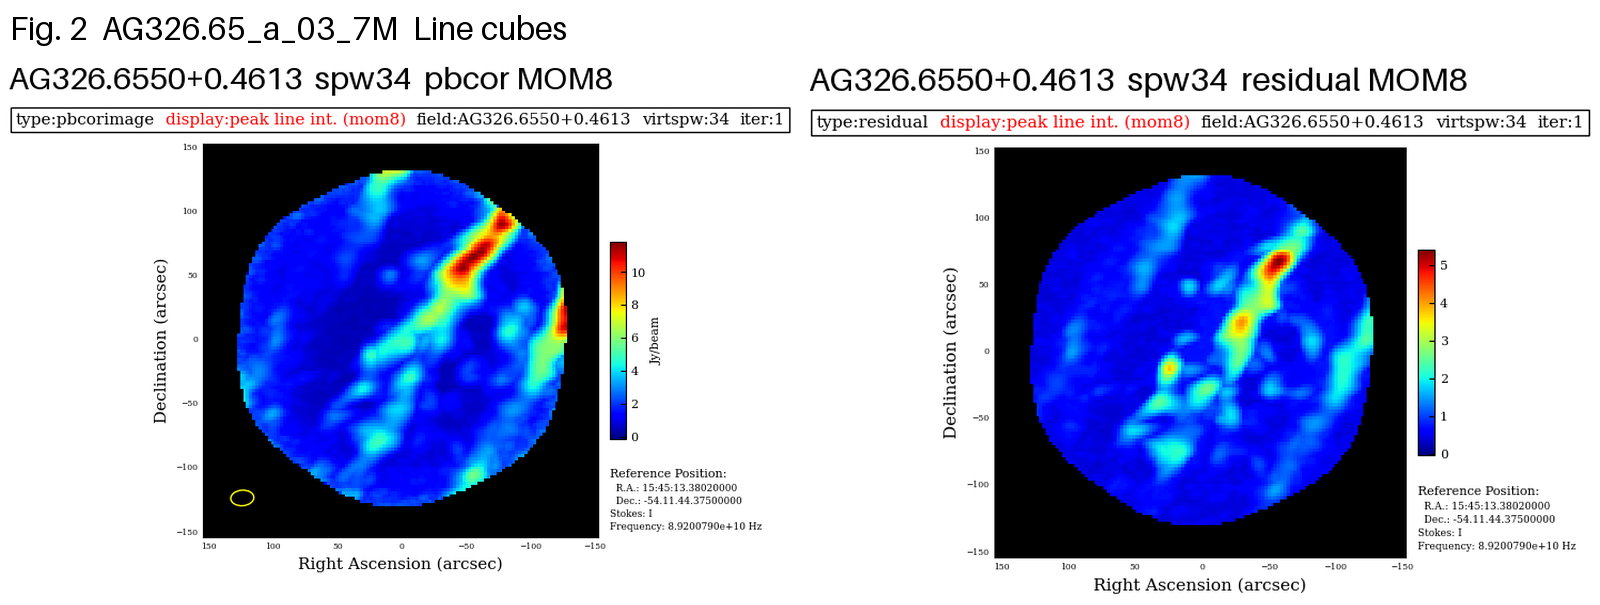 Fig. 2 AG326.65_a_03_7M Line cubes
AG326.6550+0.4613 spw34 pbcor MOM8
type:pbcorimage display:peak line int. (mom8) field:AG326.6550+0.4613 virtspw:34 iter:1
150
100
50
0
−50
−100
−150
Declination (arcsec)
150 100 50 0 −50 −100 −150
Right Ascension (arcsec)
10
8
6
4
2
0
Jy/beam
Reference Position:
R.A.: 15:45:13.38020000
Dec.: -54.11.44.37500000
Stokes: I
Frequency: 8.9200790e+10 Hz
AG326.6550+0.4613 spw34 residual MOM8
type:residual display:peak line int. (mom8) field:AG326.6550+0.4613 virtspw:34 iter:1
150
100
50
0
−50
−100
−150
Declination (arcsec)
150 100 50 0 −50 −100 −150
Right Ascension (arcsec)
5
4
3
2
1
0
Reference Position:
R.A.: 15:45:13.38020000
Dec.: -54.11.44.37500000
Stokes: I
Frequency: 8.9200790e+10 Hz